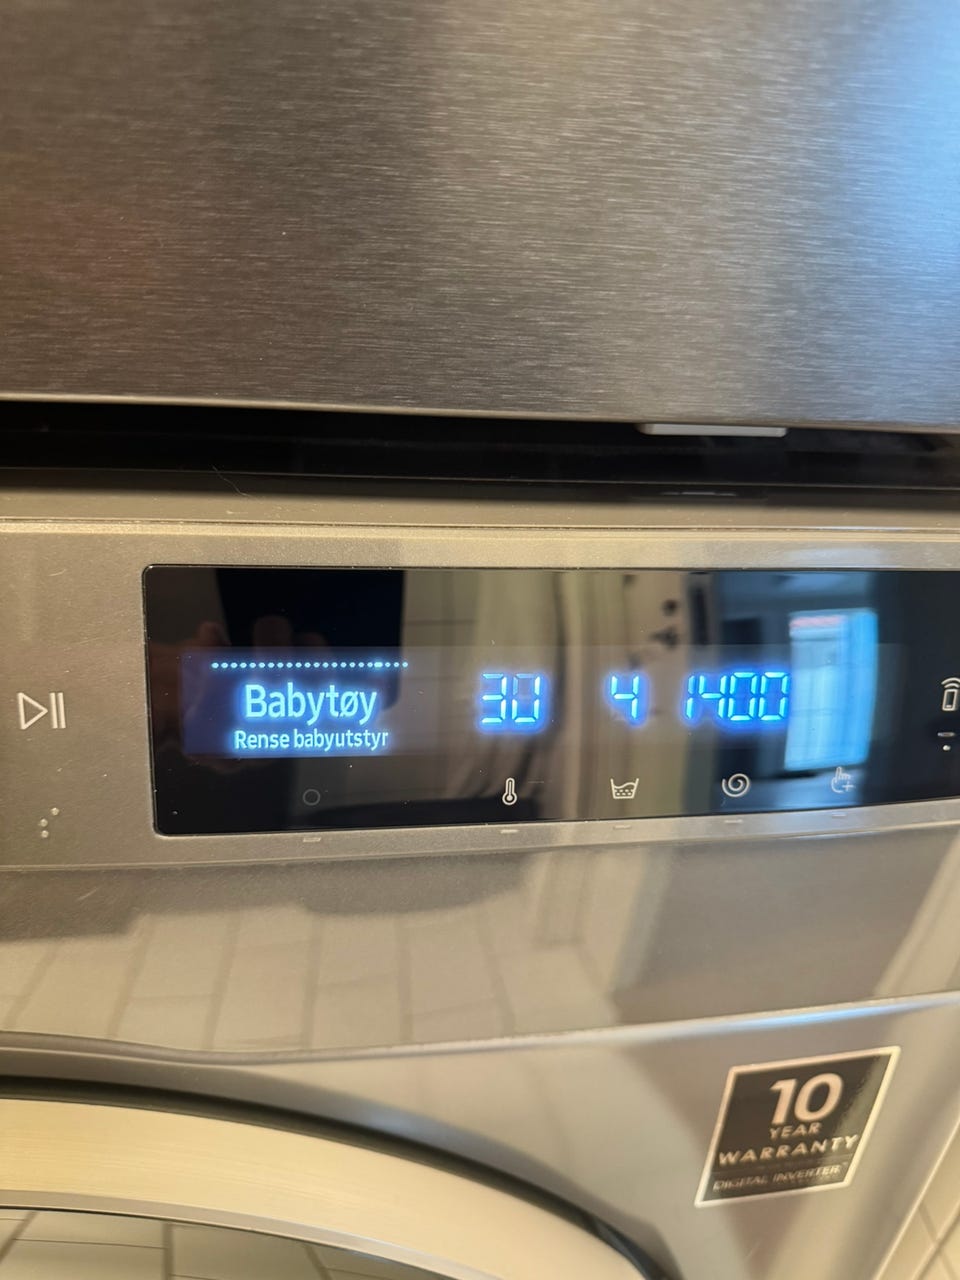 Babytøy
Rense babyutstyr
30 4 1400
10
YEAR
WARRANTY
DIGITAL INVERTER